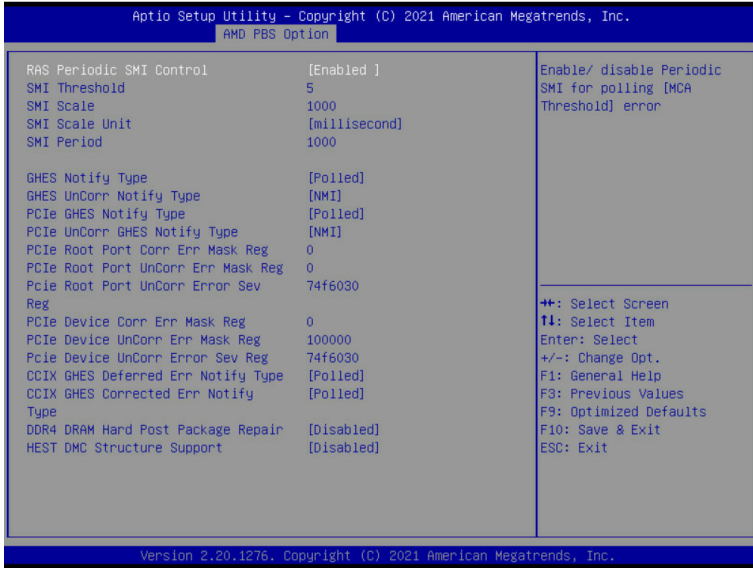 Aptio Setup Utility – Copyright (C) 2021 American Megatrends, Inc.
AMD PBS Option
RAS Periodic SMI Control [Enabled ]
SMI Threshold 5
SMI Scale 1000
SMI Scale Unit [millisecond]
SMI Period 1000
GHES Notify Type [Polled]
GHES UnCorr Notify Type [NMI]
PCIe GHES Notify Type [Polled]
PCIe UnCorr GHES Notify Type [NMI]
PCIe Root Port Corr Err Mask Reg 0
PCIe Root Port UnCorr Err Mask Reg 0
Pcie Root Port UnCorr Error Sev 74f6030
Reg
PCIe Device Corr Err Mask Reg 0
PCIe Device UnCorr Err Mask Reg 100000
Pcie Device UnCorr Error Sev Reg 74f6030
CCIX GHES Deferred Err Notify Type [Polled]
CCIX GHES Corrected Err Notify [Polled]
Type
DDR4 DRAM Hard Post Package Repair [Disabled]
HEST DMC Structure Support [Disabled]
Enable/ disable Periodic
SMI for polling [MCA
Threshold] error
→←: Select Screen
↑↓: Select Item
Enter: Select
+/-: Change Opt.
F1: General Help
F3: Previous Values
F9: Optimized Defaults
F10: Save & Exit
ESC: Exit
Version 2.20.1276. Copyright (C) 2021 American Megatrends, Inc.